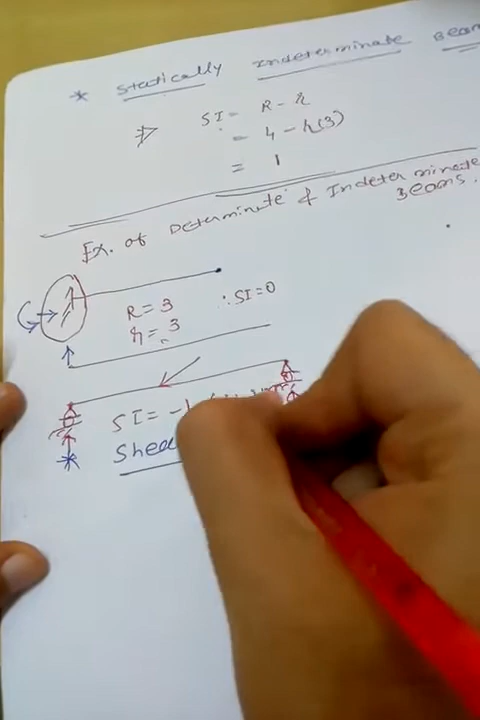 * Statically Indeterminate Beam
SI = R - r
= 4 - r(3)
= 1
Ex. of Determinate & Indeterminate
Beams.
R = 3 ∴ SI = 0
r = 3
SI = -1
Shea